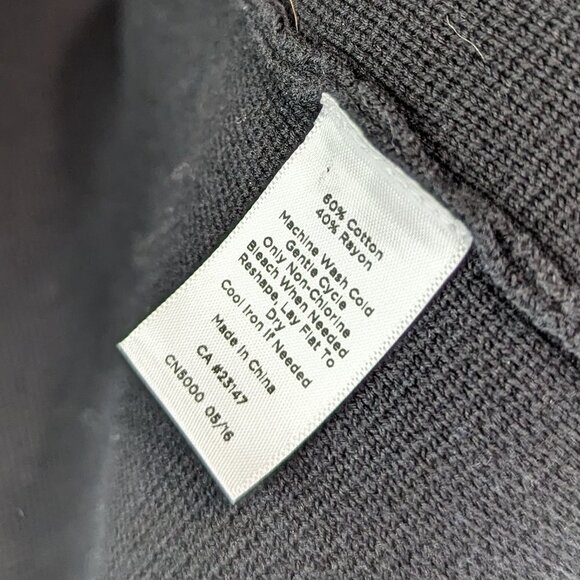 60% Cotton
40% Rayon
Machine Wash Cold
Gentle Cycle
Only Non-Chlorine
Bleach When Needed
Reshape, Lay Flat To
Dry
Cool Iron If Needed
Made In China
CA #23147
CN5000 05/16